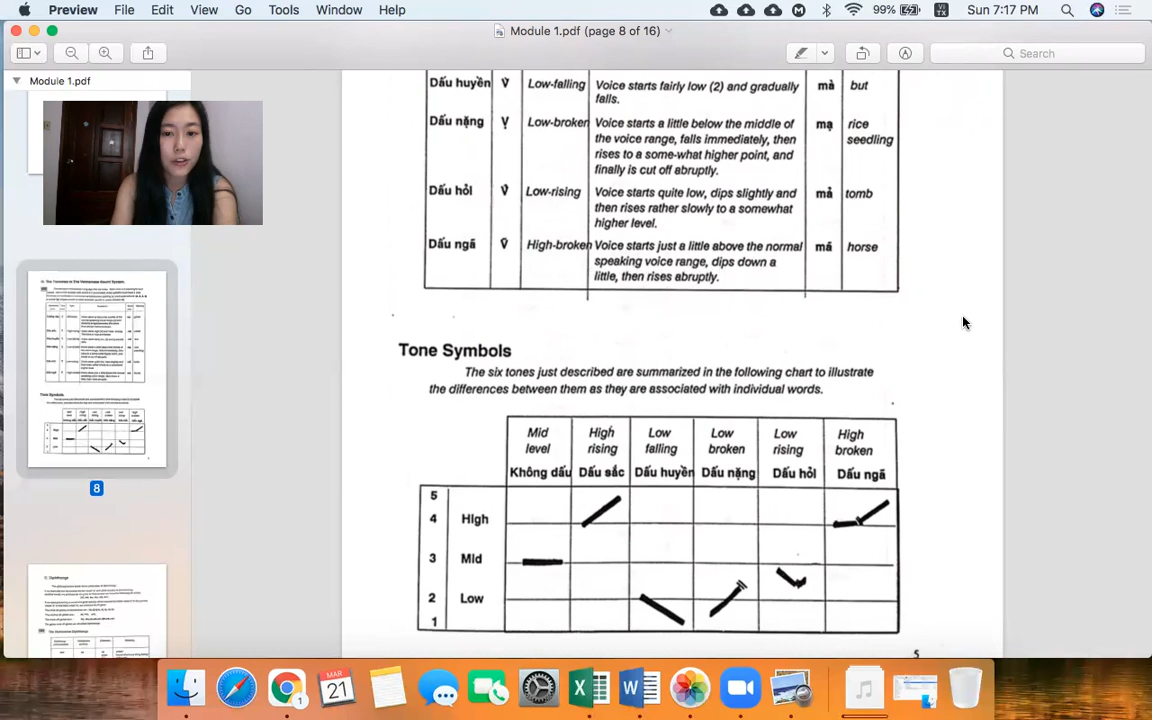 Preview File Edit View Go Tools Window Help 99% VI TX Sun 7:17 PM
Module 1.pdf (page 8 of 16)
Search
Module 1.pdf
8
Dấu huyền V̀ Low-falling Voice starts fairly low (2) and gradually falls. mà but
Dấu nặng Ṿ Low-broken Voice starts a little below the middle of
the voice range, falls immediately, then
rises to a some-what higher point, and
finally is cut off abruptly. mạ rice
seedling
Dấu hỏi V̉ Low-rising Voice starts quite low, dips slightly and
then rises rather slowly to a somewhat
higher level. mả tomb
Dấu ngã Ṽ High-broken Voice starts just a little above the normal
speaking voice range, dips down a
little, then rises abruptly. mã horse
Tone Symbols
The six tones just described are summarized in the following chart to illustrate
the differences between them as they are associated with individual words.
Mid level High rising Low falling Low broken Low rising High broken
Không dấu Dấu sắc Dấu huyền Dấu nặng Dấu hỏi Dấu ngã
5
4 High
3 Mid
2 Low
1
5
MAR
21
1